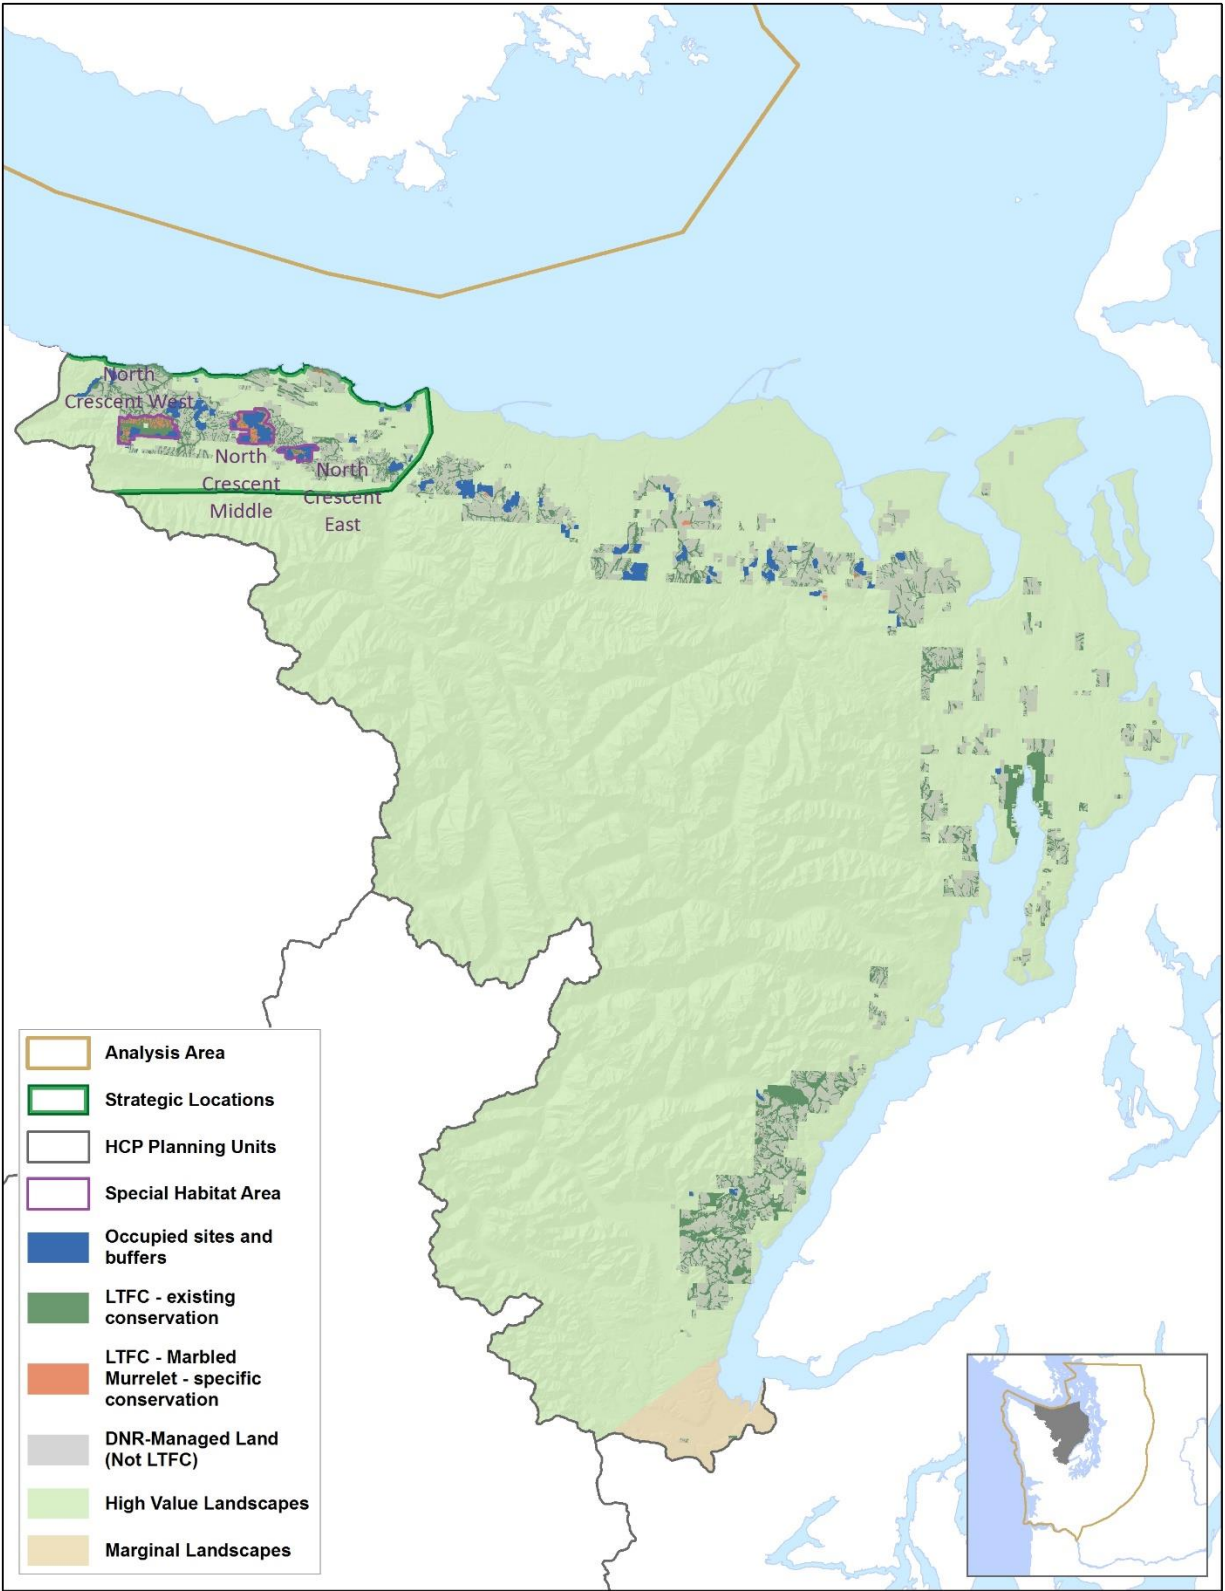 North
Crescent West
North
Crescent
Middle
North
Crescent
East
Analysis Area
Strategic Locations
HCP Planning Units
Special Habitat Area
Occupied sites and
buffers
LTFC - existing
conservation
LTFC - Marbled
Murrelet - specific
conservation
DNR-Managed Land
(Not LTFC)
High Value Landscapes
Marginal Landscapes